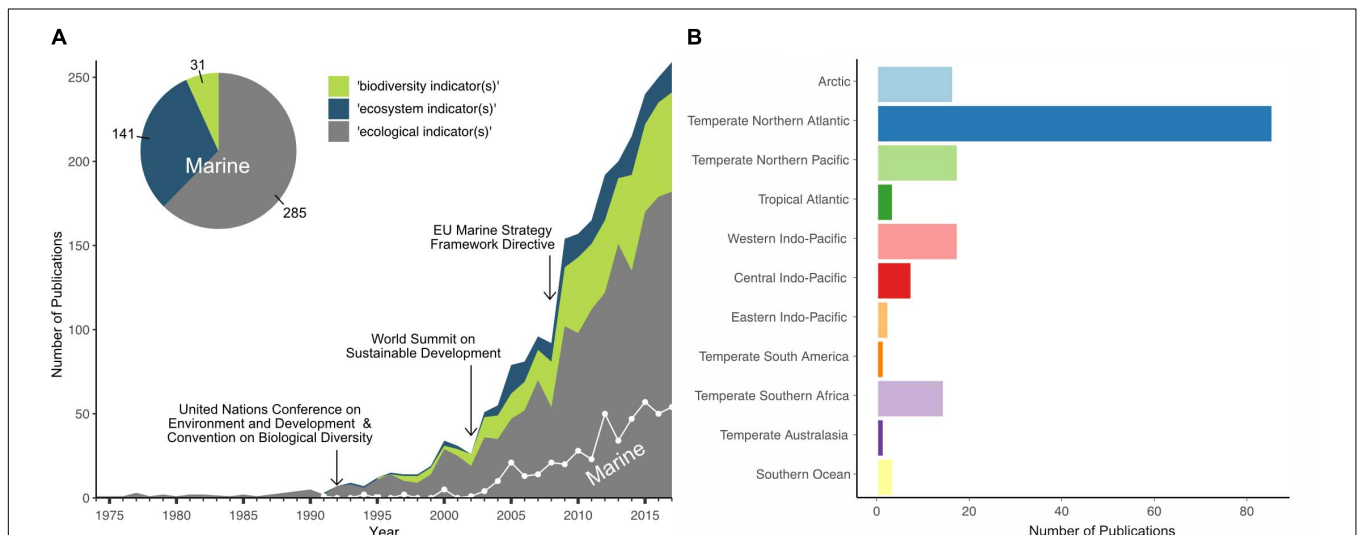 A
B
31
141
285
Marine
'biodiversity indicator(s)'
'ecosystem indicator(s)'
'ecological indicator(s)'
EU Marine Strategy
Framework Directive
World Summit on
Sustainable Development
United Nations Conference on
Environment and Development &
Convention on Biological Diversity
Marine
Number of Publications
250
200
150
100
50
0
1975 1980 1985 1990 1995 2000 2005 2010 2015
Year
Arctic
Temperate Northern Atlantic
Temperate Northern Pacific
Tropical Atlantic
Western Indo-Pacific
Central Indo-Pacific
Eastern Indo-Pacific
Temperate South America
Temperate Southern Africa
Temperate Australasia
Southern Ocean
0 20 40 60 80
Number of Publications